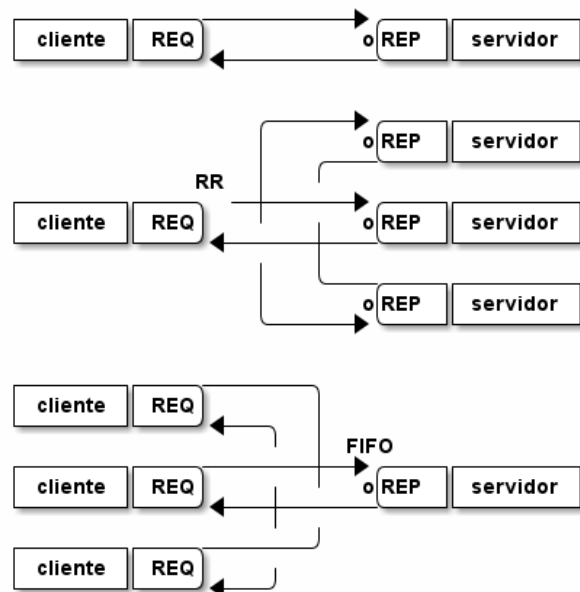 cliente REQ o REP servidor
o REP servidor
RR
cliente REQ o REP servidor
o REP servidor
cliente REQ
FIFO
cliente REQ o REP servidor
cliente REQ